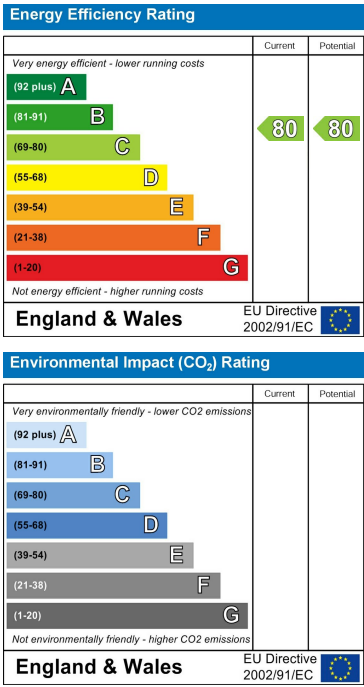 Energy Efficiency Rating
Current Potential
Very energy efficient - lower running costs
(92 plus) A
(81-91) B
(69-80) C
(55-68) D
(39-54) E
(21-38) F
(1-20) G
80 80
Not energy efficient - higher running costs
England & Wales
EU Directive
2002/91/EC
Environmental Impact (CO₂) Rating
Current Potential
Very environmentally friendly - lower CO2 emissions
(92 plus) A
(81-91) B
(69-80) C
(55-68) D
(39-54) E
(21-38) F
(1-20) G
Not environmentally friendly - higher CO2 emissions
England & Wales
EU Directive
2002/91/EC